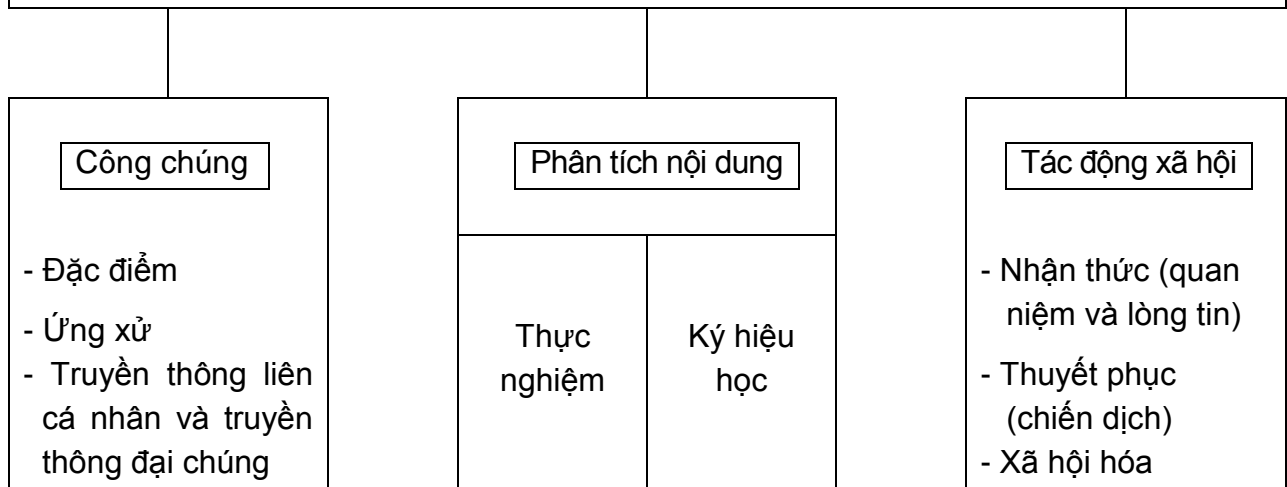 Công chúng
- Đặc điểm
- Ứng xử
- Truyền thông liên
cá nhân và truyền
thông đại chúng
Phân tích nội dung
Thực
nghiệm
Ký hiệu
học
Tác động xã hội
- Nhận thức (quan
niệm và lòng tin)
- Thuyết phục
(chiến dịch)
- Xã hội hóa